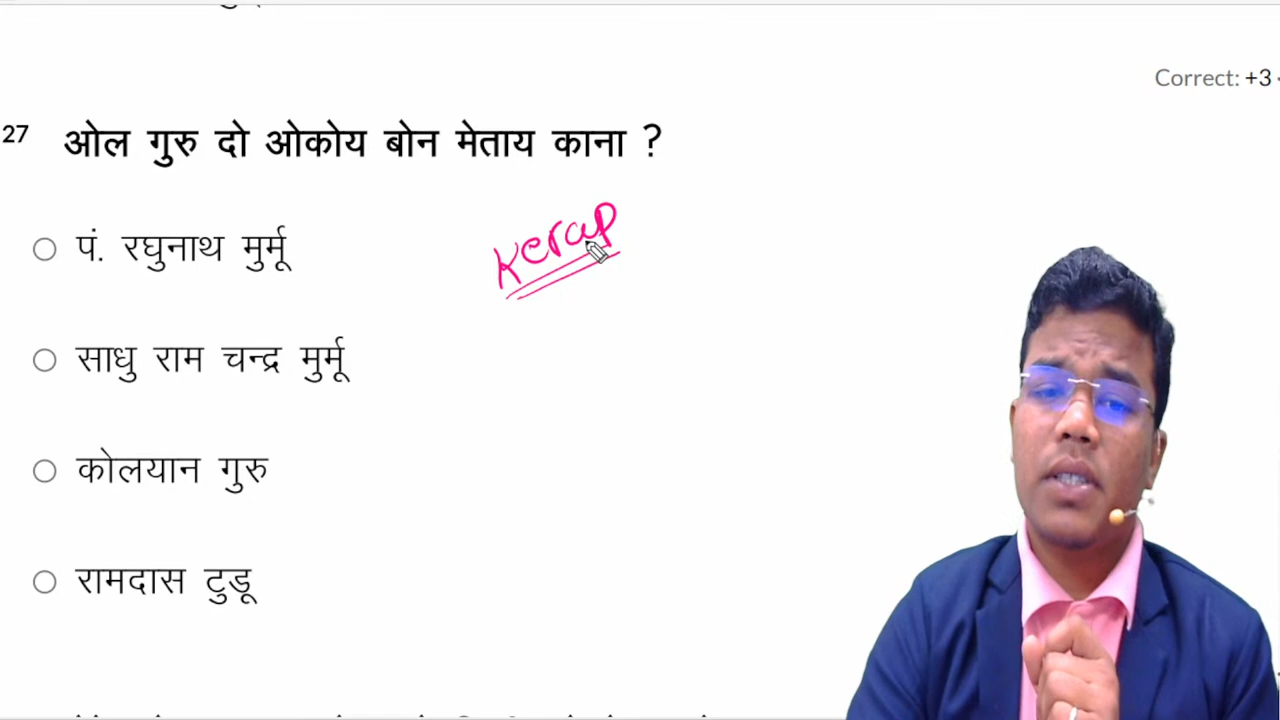 Correct: +3
27 ओल गुरु दो ओकोय बोन मेताय काना ?
Kerap
पं. रघुनाथ मुर्मू
साधु राम चन्द्र मुर्मू
कोलयान गुरु
रामदास टुडू